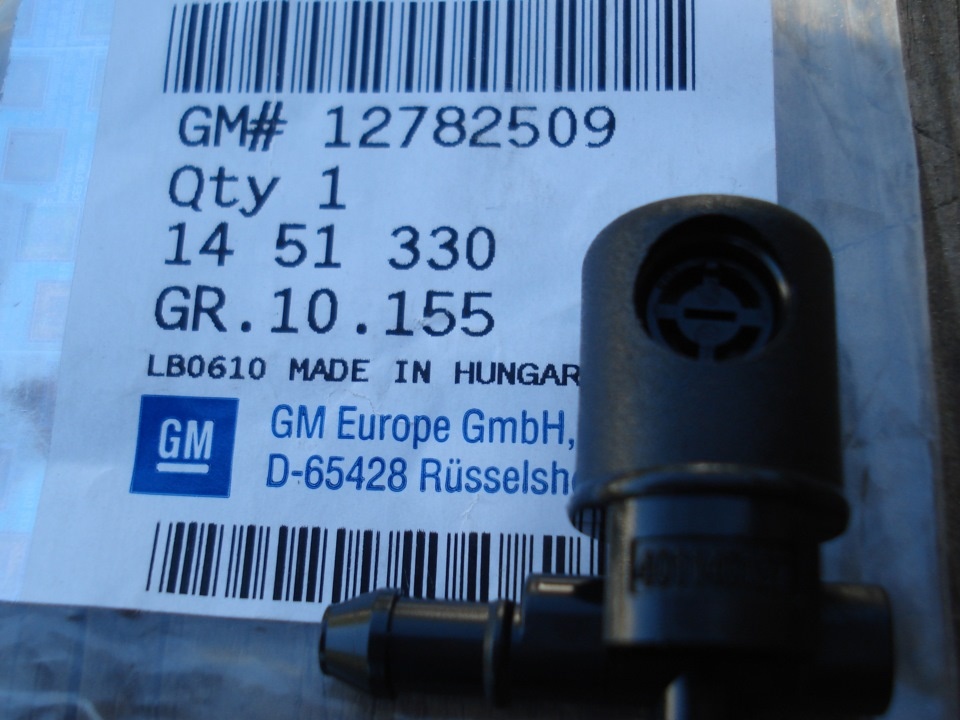 GM# 12782509
Qty 1
14 51 330
GR.10.155
LB0610 MADE IN HUNGAR
GM
GM Europe GmbH,
D-65428 Rüsselshe